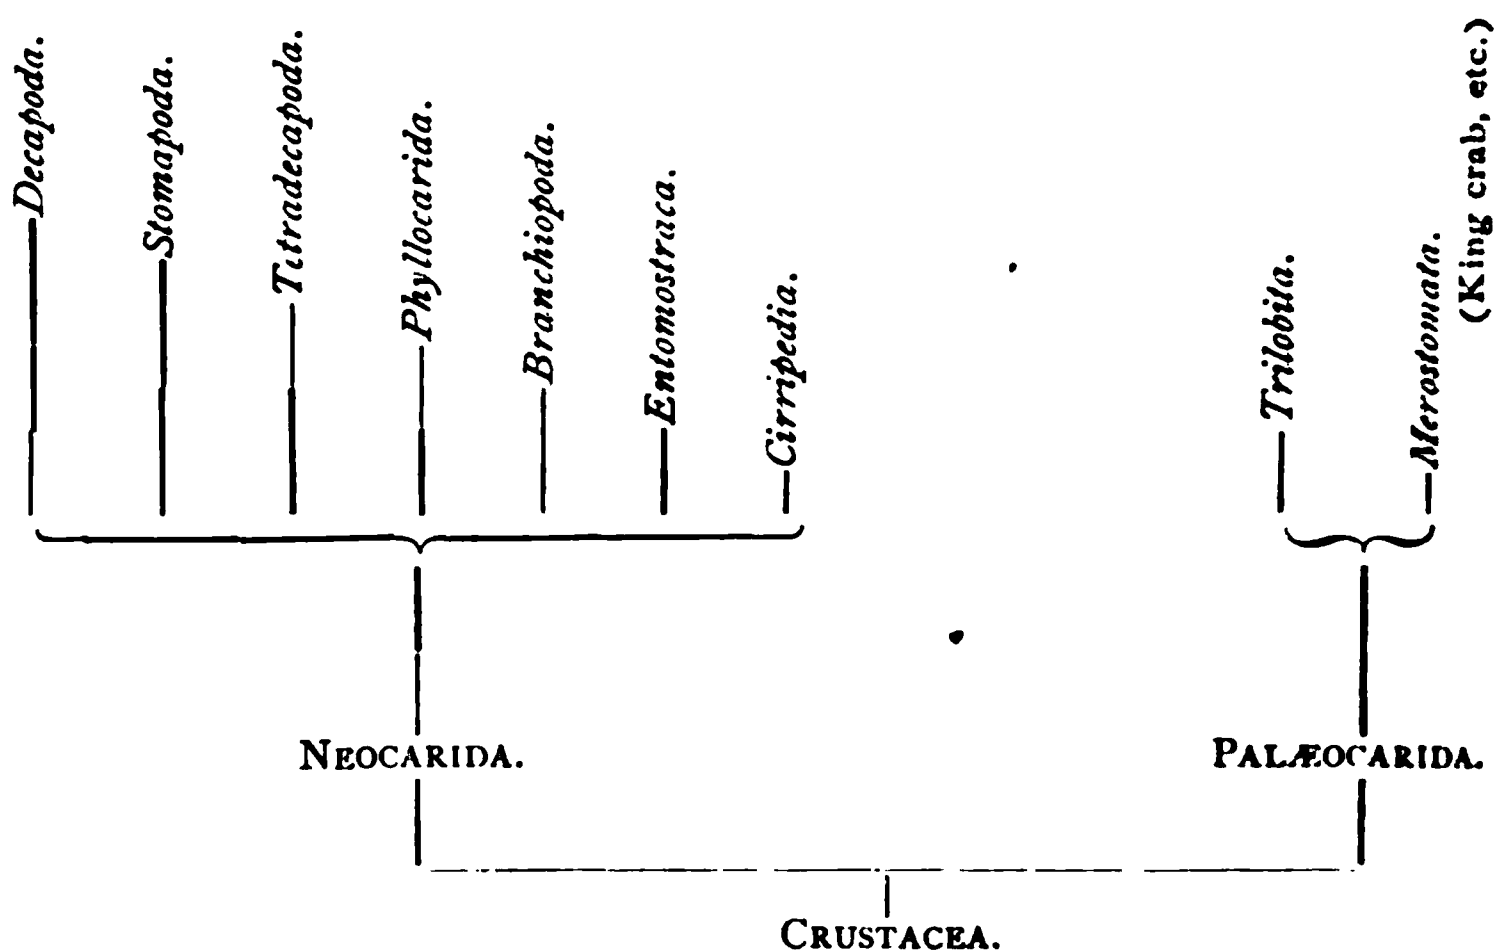 Decapoda.
Stomapoda.
Tetradecapoda.
Phyllocarida.
Branchiopoda.
Entomostraca.
Cirripedia.
Trilobita.
Merostomata.
(King crab, etc.)
NEOCARIDA.
PALÆOCARIDA.
CRUSTACEA.